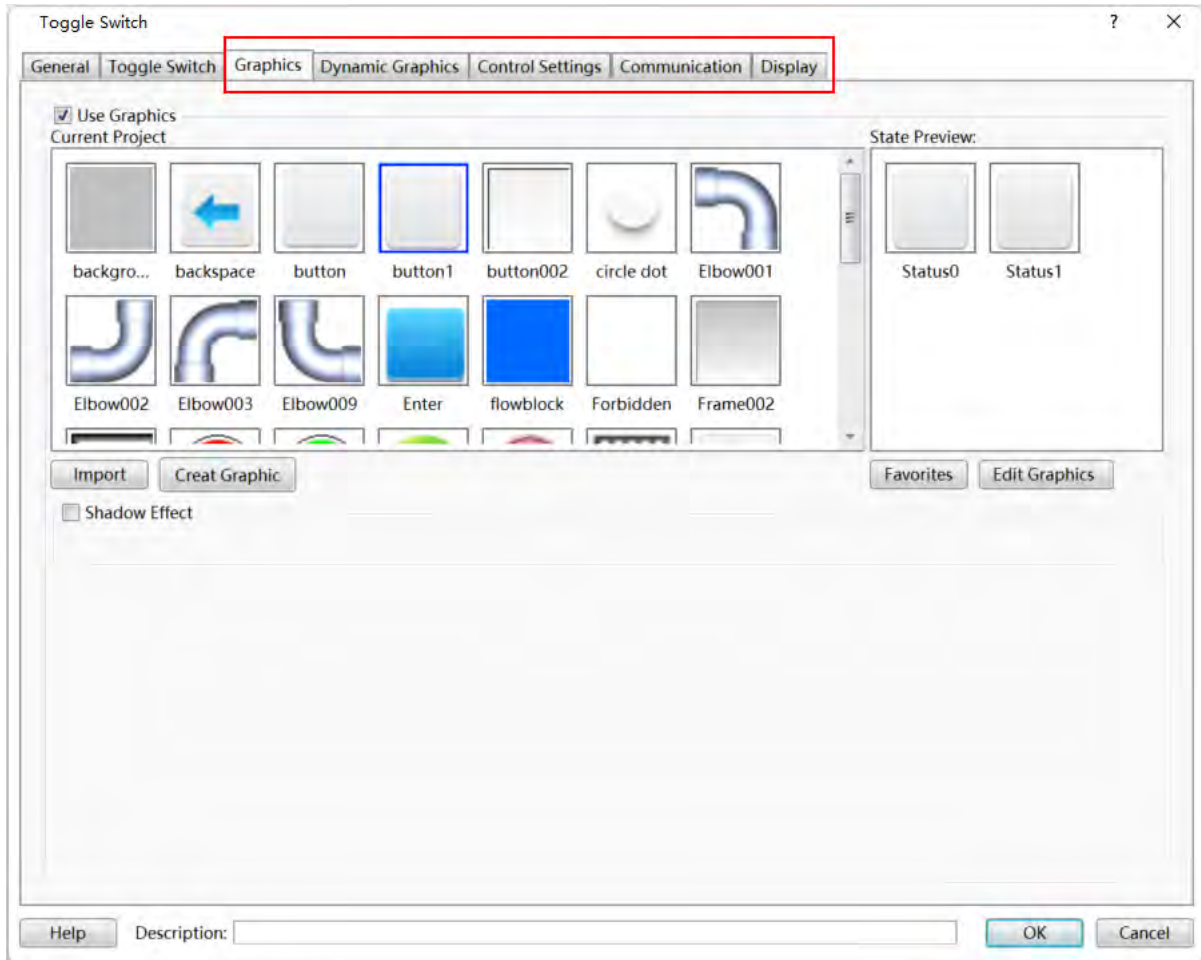 Toggle Switch ?
General Toggle Switch Graphics Dynamic Graphics Control Settings Communication Display
Use Graphics
Current Project State Preview:
backgro... backspace button button1 button002 circle dot Elbow001 Status0 Status1
Elbow002 Elbow003 Elbow009 Enter flowblock Forbidden Frame002
Import Creat Graphic Favorites Edit Graphics
Shadow Effect
Help Description: OK Cancel